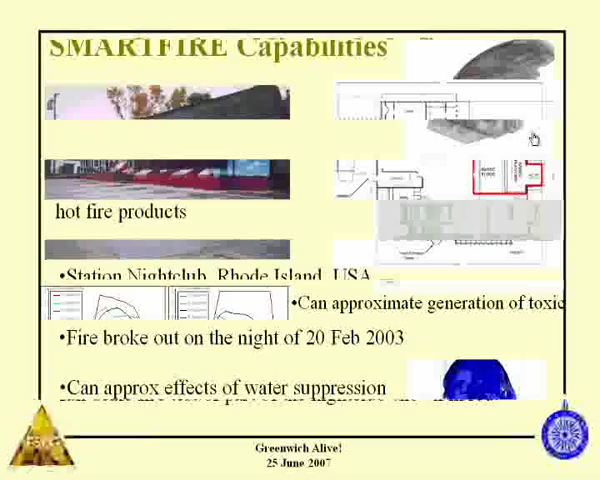 SMARTFIRE Capabilities
hot fire products
•Station Nightclub, Rhode Island, USA
•Can approximate generation of toxic
•Fire broke out on the night of 20 Feb 2003
•Can approx effects of water suppression
Greenwich Alive!
25 June 2007